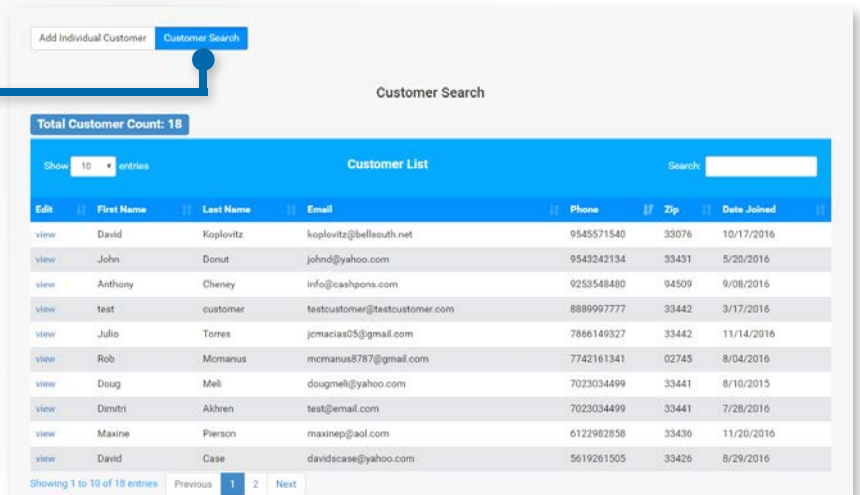 Add Individual Customer Customer Search
Customer Search
Total Customer Count: 18
Show 10 entries Customer List Search:
Edit First Name Last Name Email Phone Zip Date Joined
view David Koplovitz koplovitz@bellsouth.net 9545571540 33076 10/17/2016
view John Donut johnd@yahoo.com 9543242134 33431 5/20/2016
view Anthony Cheney info@cashpons.com 9253548480 94509 9/08/2016
view test customer testcustomer@testcustomer.com 8889997777 33442 3/17/2016
view Julio Torres jcmacias05@gmail.com 7866149327 33442 11/14/2016
view Rob Mcmanus mcmanus8787@gmail.com 7742161341 02745 8/04/2016
view Doug Meli dougmeli@yahoo.com 7023034499 33441 8/10/2015
view Dimitri Akhren test@email.com 7023034499 33441 7/28/2016
view Maxine Pierson maxinep@aol.com 6122982858 33436 11/20/2016
view David Case davidscase@yahoo.com 5619261505 33426 8/29/2016
Showing 1 to 10 of 18 entries Previous 1 2 Next